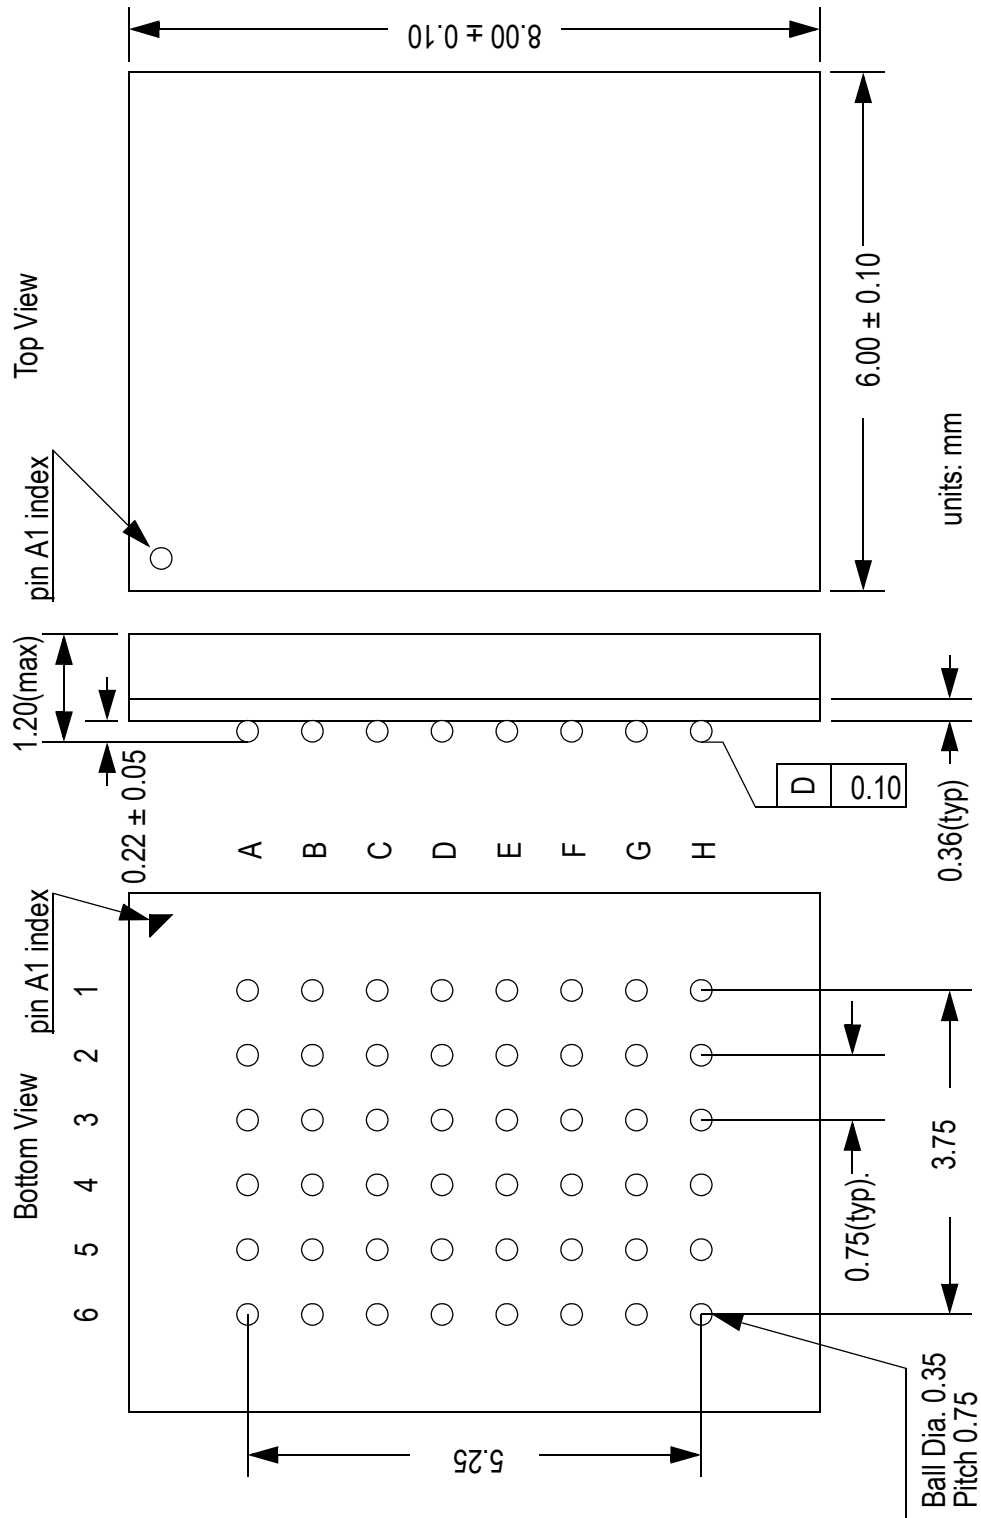 Top View
pin A1 index
8.00 ± 0.10
6.00 ± 0.10
units: mm
1.20(max)
0.22 ± 0.05
D 0.10
0.36(typ)
Bottom View
pin A1 index
A
B
C
D
E
F
G
H
1
2
3
4
5
6
0.75(typ).
3.75
5.25
Ball Dia. 0.35
Pitch 0.75